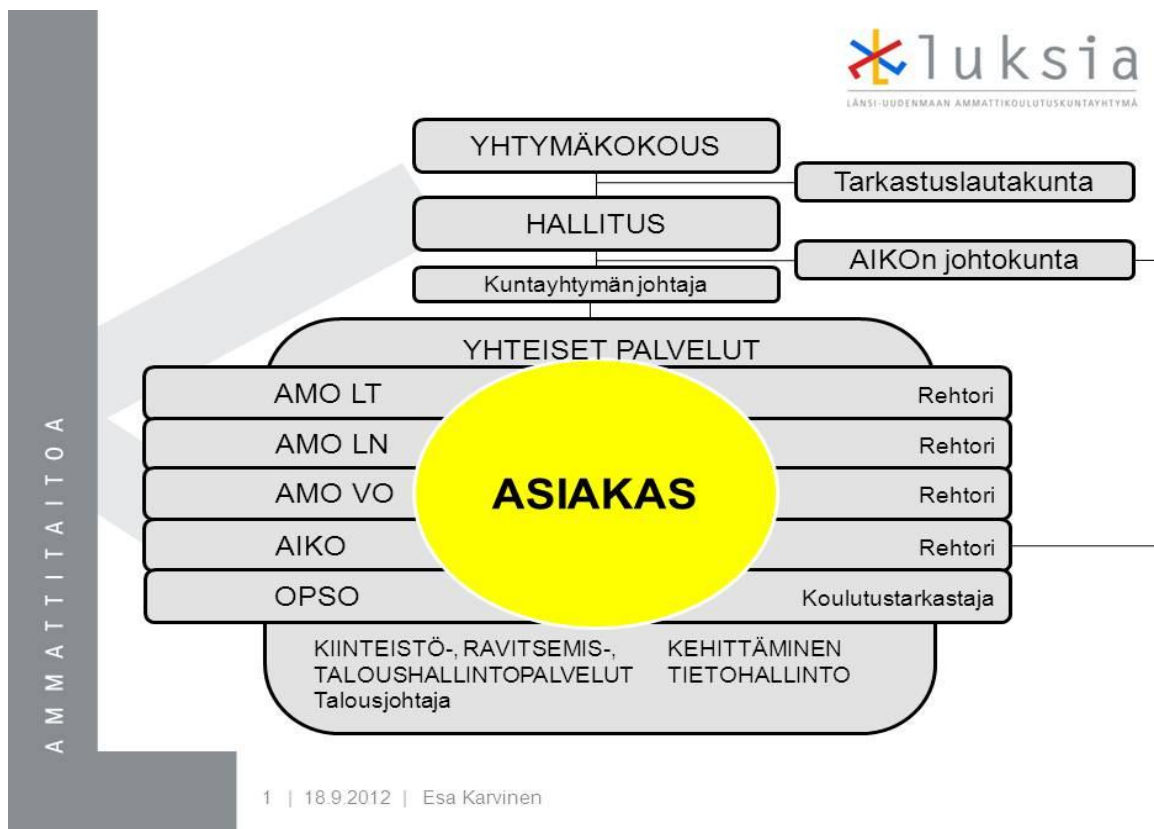 luksia
LÄNSI-UUDENMAAN AMMATTIKOULUTUSKUNTAYHTYMÄ
YHTYMÄKOKOUS
Tarkastuslautakunta
HALLITUS
AIKOn johtokunta
Kuntayhtymän johtaja
YHTEISET PALVELUT
AMO LT
Rehtori
AMO LN
Rehtori
AMO VO
Rehtori
ASIAKAS
AIKO
Rehtori
OPSO
Koulutustarkastaja
KIINTEISTÖ-, RAVITSEMIS-,
TALOUSHALLINTOPALVELUT
Talousjohtaja
KEHITTÄMINEN
TIETOHALLINTO
AMMATTITAITOA
1 | 18.9.2012 | Esa Karvinen